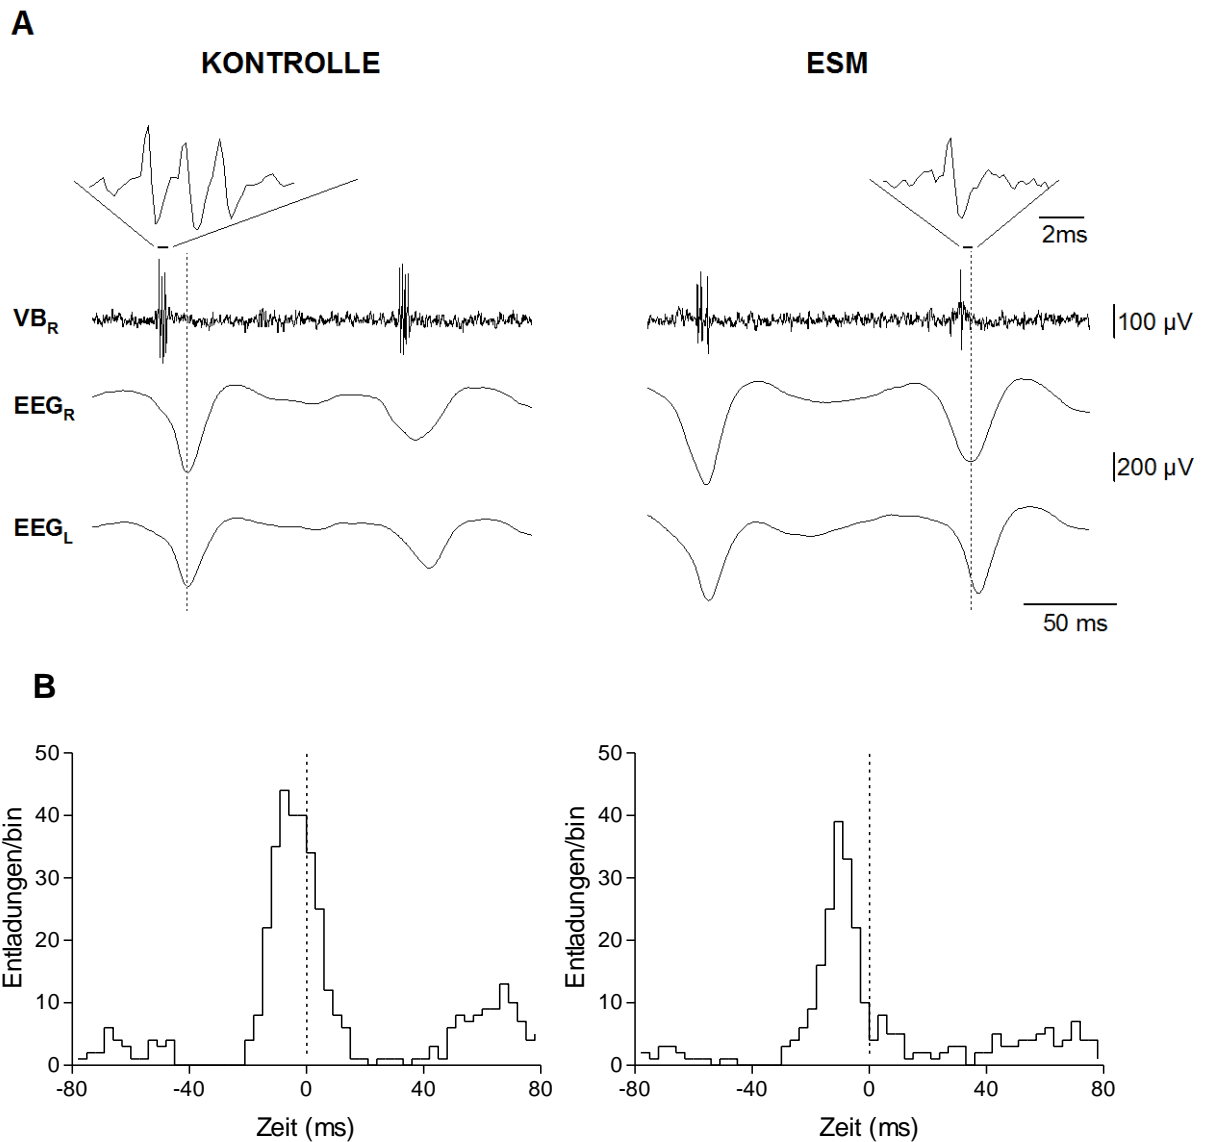 A
KONTROLLE ESM
2ms
VBR 100 µV
EEGR
200 µV
EEGL
50 ms
B
50 50
40 40
30 30
20 20
10 10
0 0
Entladungen/bin Entladungen/bin
-80 -40 0 40 80 -80 -40 0 40 80
Zeit (ms) Zeit (ms)